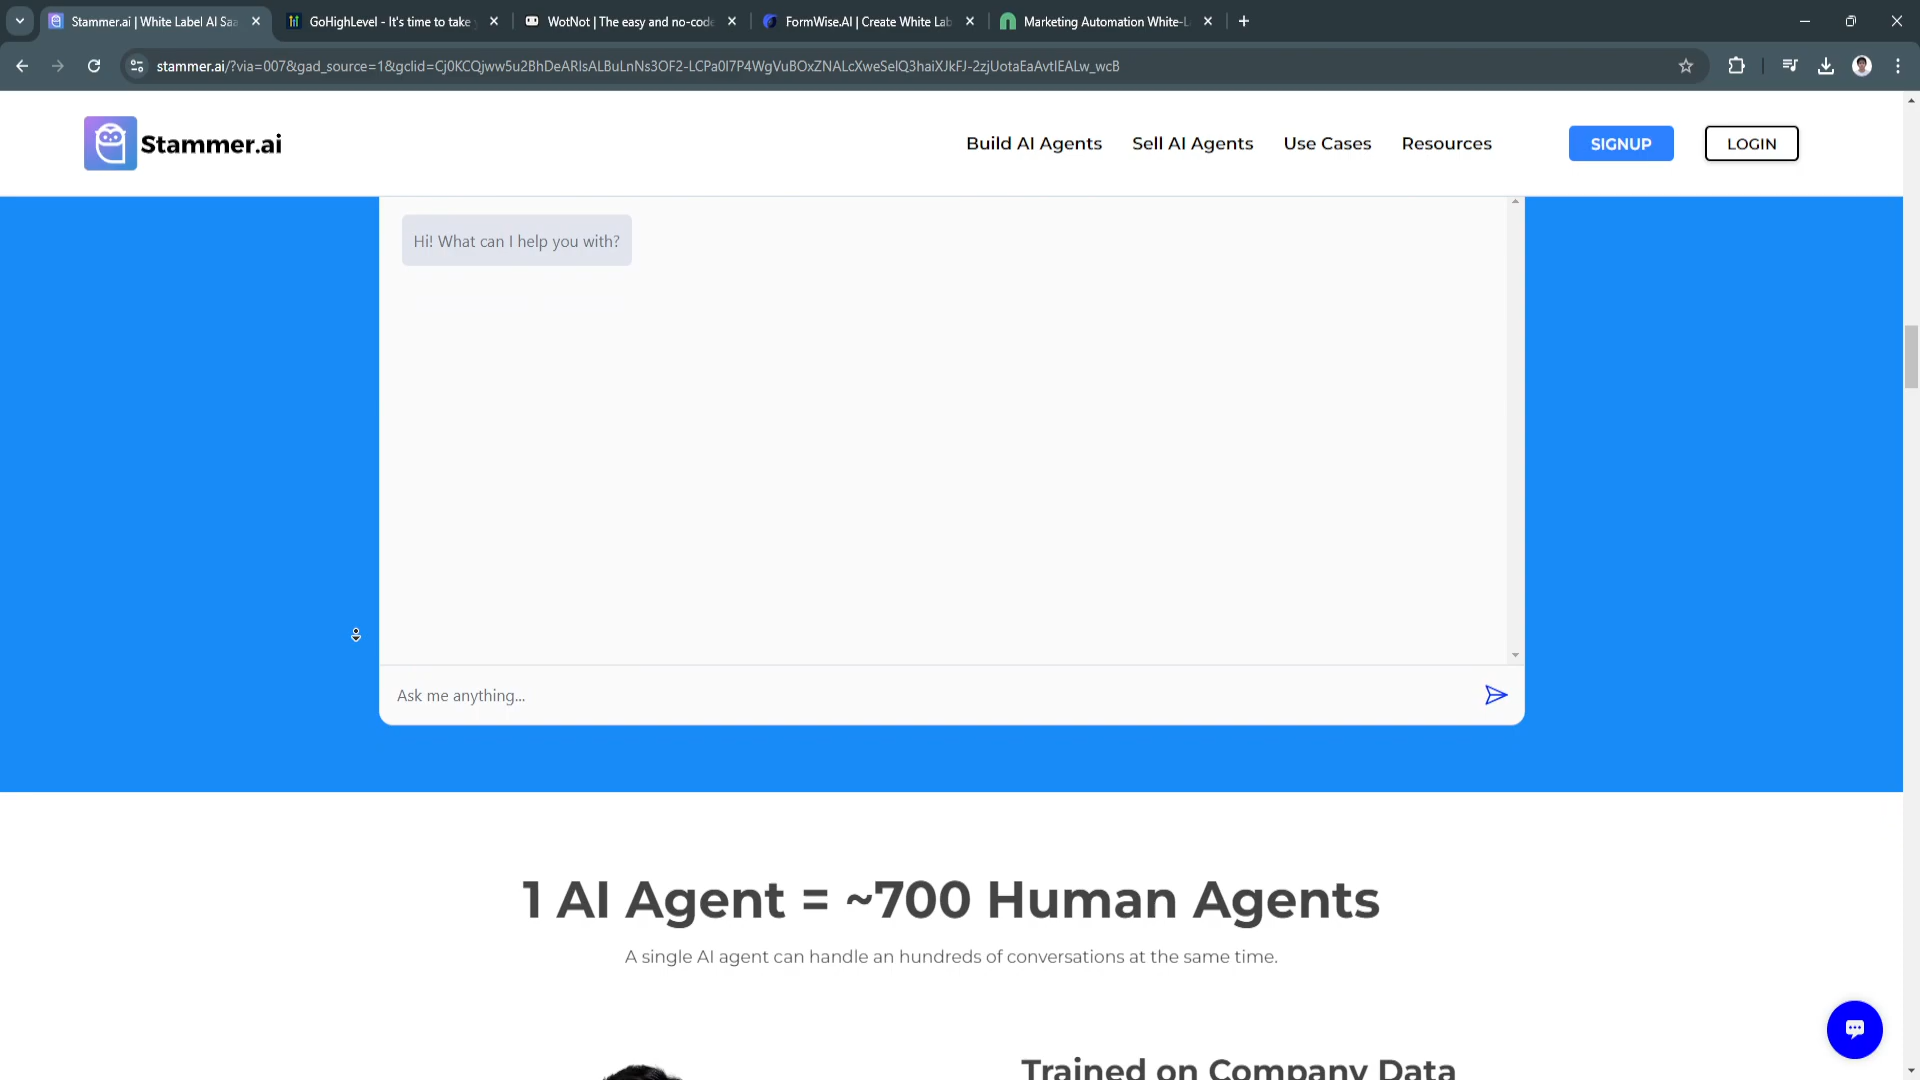 Stammer.ai | White Label AI Saa
GoHighLevel - It's time to take
WotNot | The easy and no-code
FormWise.AI | Create White Lab
Marketing Automation White-L
stammer.ai/?via=007&gad_source=1&gclid=Cj0KCQjww5u2BhDeARIsALBuLnNs3OF2-LCPa0I7P4WgVuBOxZNALcXweSelQ3haiXJkFJ-2zjUotaEaAvtIEALw_wcB
Stammer.ai
Build AI Agents
Sell AI Agents
Use Cases
Resources
SIGNUP
LOGIN
Hi! What can I help you with?
Ask me anything...
1 AI Agent = ~700 Human Agents
A single AI agent can handle an hundreds of conversations at the same time.
Trained on Company Data